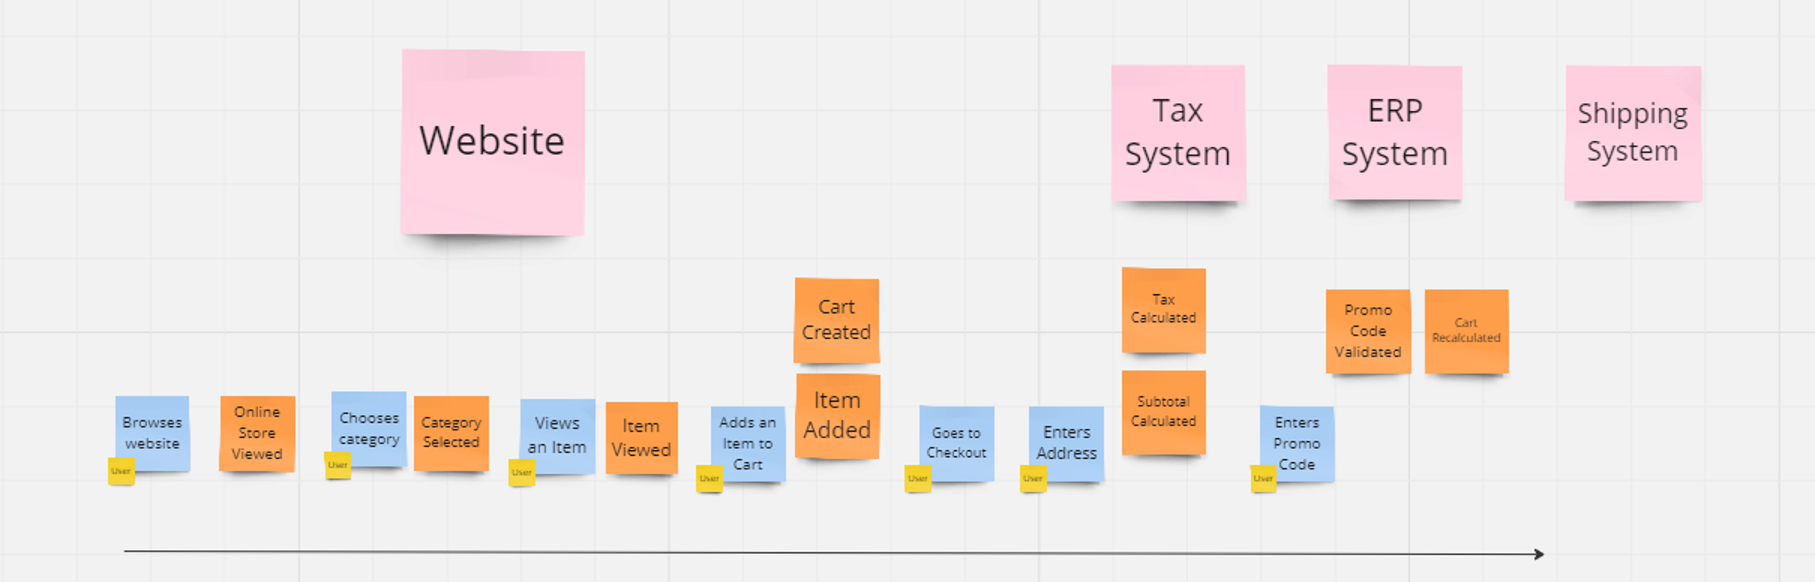 Website
Tax
System
ERP
System
Shipping
System
Cart
Created
Tax
Calculated
Promo
Code
Validated
Cart
Recalculated
Browses
website
User
Online
Store
Viewed
Chooses
category
User
Category
Selected
Views
an Item
User
Item
Viewed
Adds an
Item to
Cart
User
Item
Added
Goes to
Checkout
User
Enters
Address
User
Subtotal
Calculated
Enters
Promo
Code
User